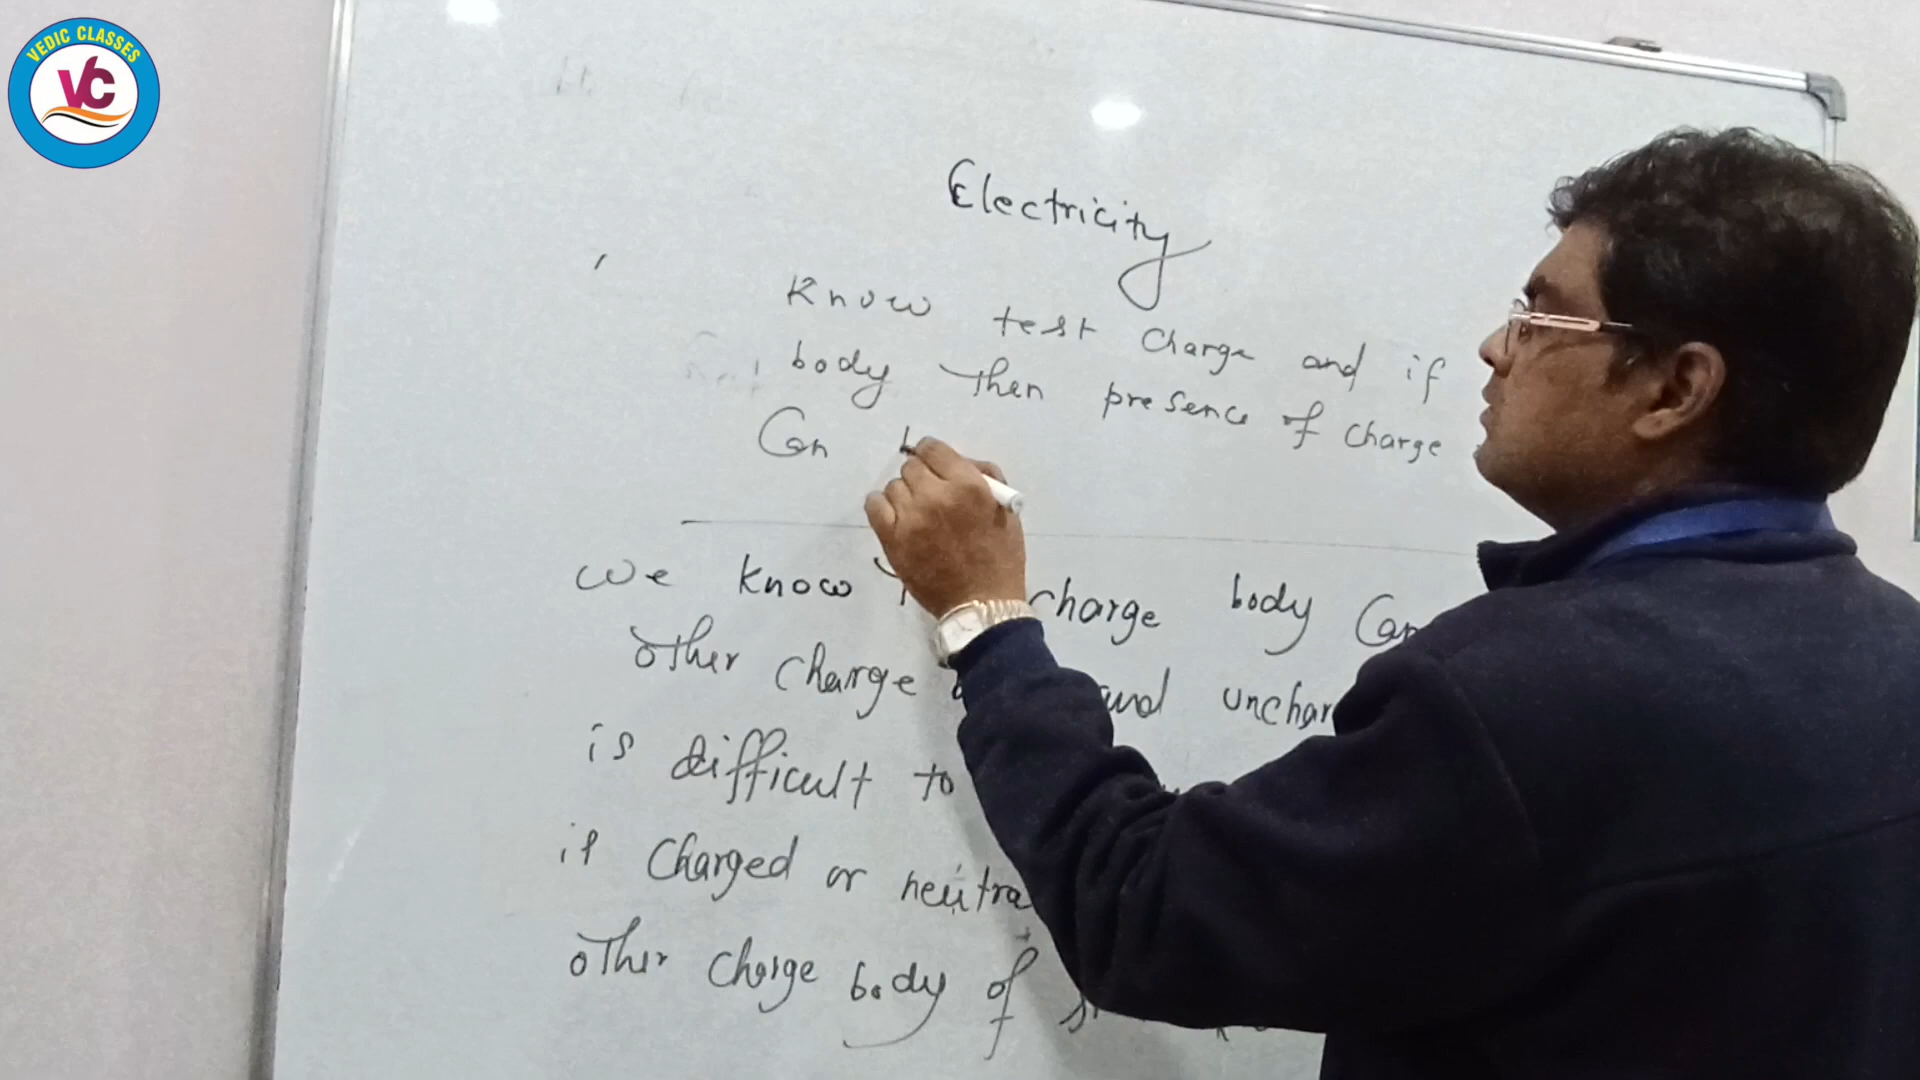 VEDIC CLASSES
VC
Electricity
Know test charge and if
body then presence of charge
Can
We know charge body Can
other charge and unchar
is difficult to
if charged or neutra
other charge body of